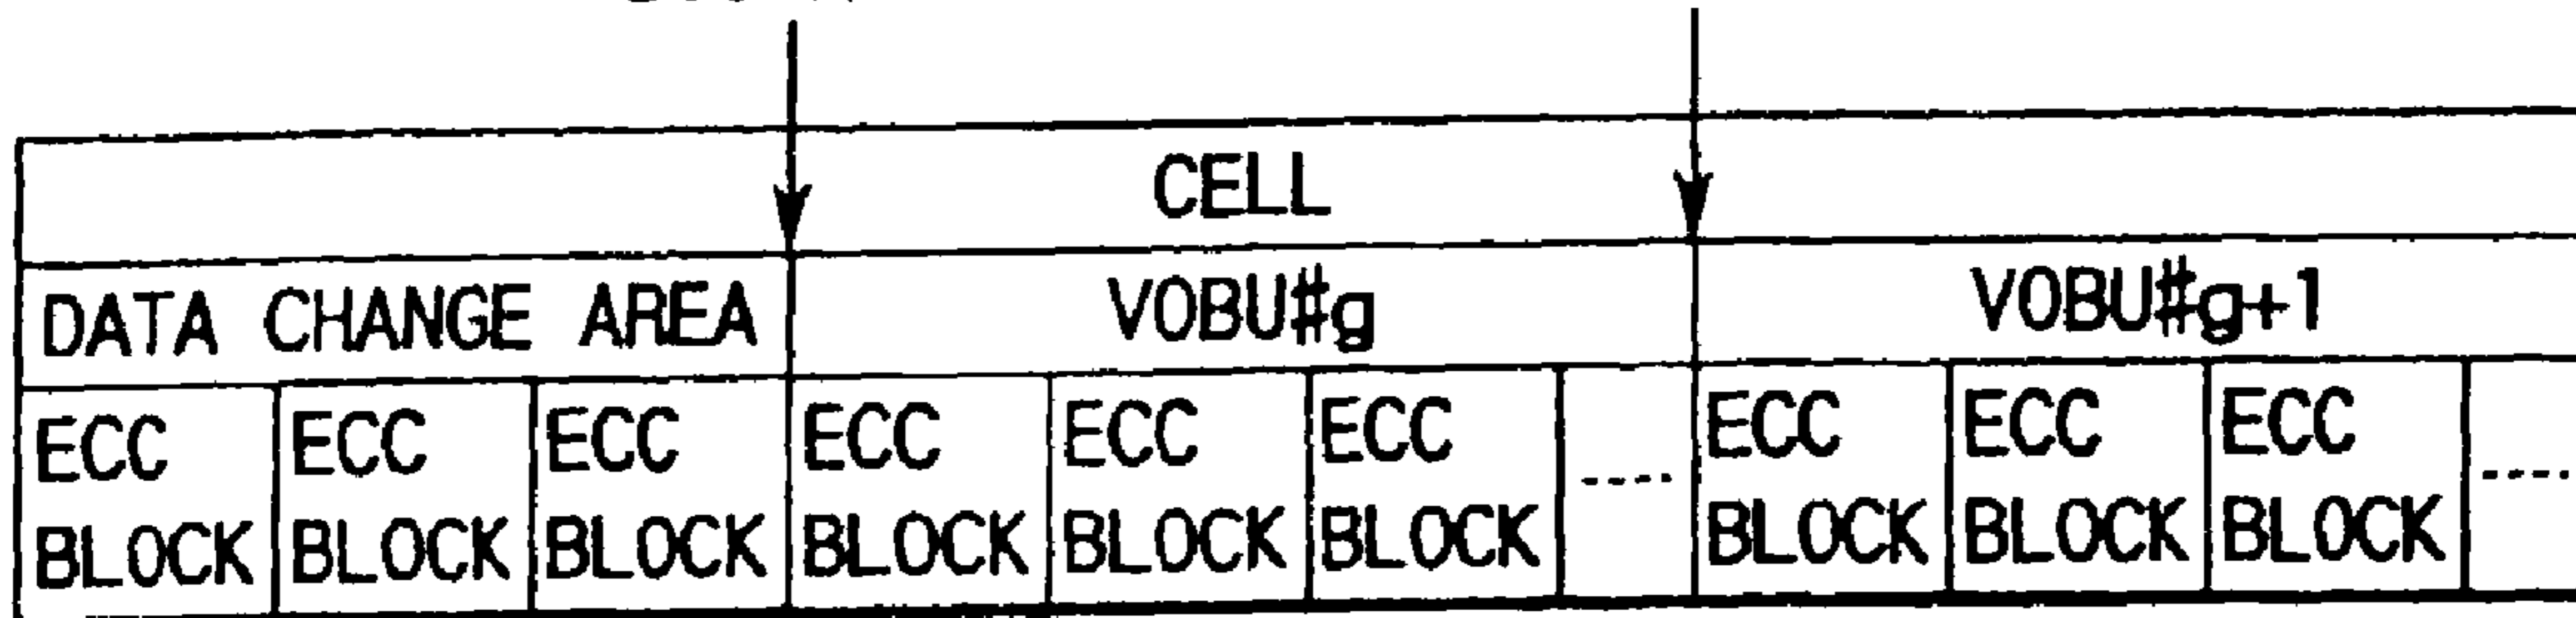 CELL
DATA CHANGE AREA VOBU#g VOBU#g+1
ECC ECC ECC ECC ECC ECC ECC ECC ECC
BLOCK BLOCK BLOCK BLOCK BLOCK BLOCK ---- BLOCK BLOCK BLOCK ----